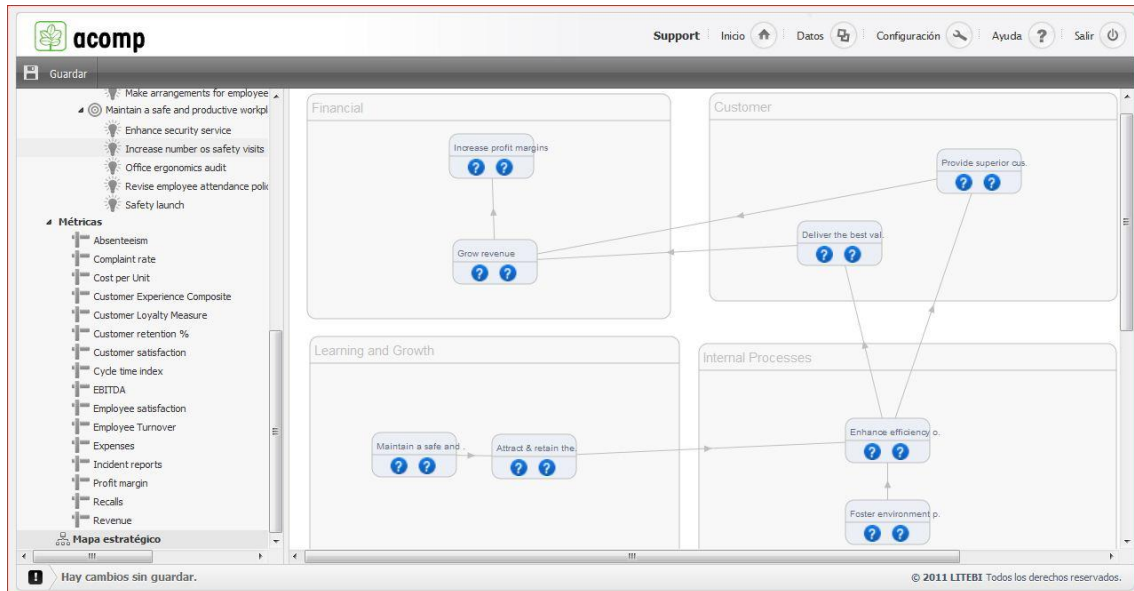 acomp
Support Inicio Datos Configuración Ayuda ? Salir
Guardar
Make arrangements for employee
Maintain a safe and productive workpl
Enhance security service
Increase number os safety visits
Office ergonomics audit
Revise employee attendance polic
Safety launch
Métricas
Absenteeism
Complaint rate
Cost per Unit
Customer Experience Composite
Customer Loyalty Measure
Customer retention %
Customer satisfaction
Cycle time index
EBITDA
Employee satisfaction
Employee Turnover
Expenses
Incident reports
Profit margin
Recalls
Revenue
Mapa estratégico
Financial
Increase profit margins
? ?
Grow revenue
? ?
Customer
Provide superior cus.
? ?
Deliver the best val.
? ?
Learning and Growth
Maintain a safe and .
? ?
Attract & retain the.
? ?
Internal Processes
Enhance efficiency o.
? ?
Foster environment p.
? ?
! Hay cambios sin guardar.
© 2011 LITEBI Todos los derechos reservados.